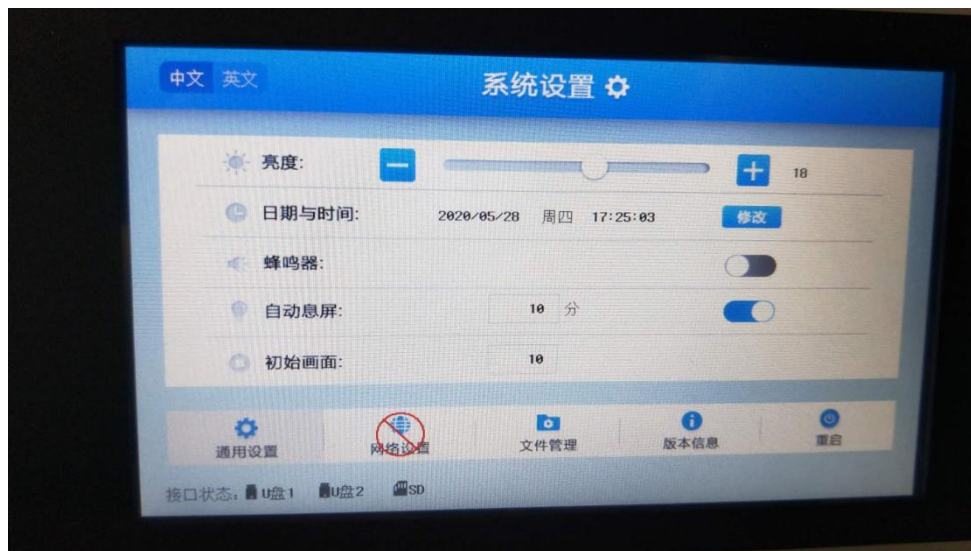 中文 英文 系统设置
亮度: 18
日期与时间: 2020/05/28 周四 17:25:03 修改
蜂鸣器:
自动息屏: 10 分
初始画面: 10
通用设置 网络设置 文件管理 版本信息 重启
接口状态: U盘1 U盘2 SD